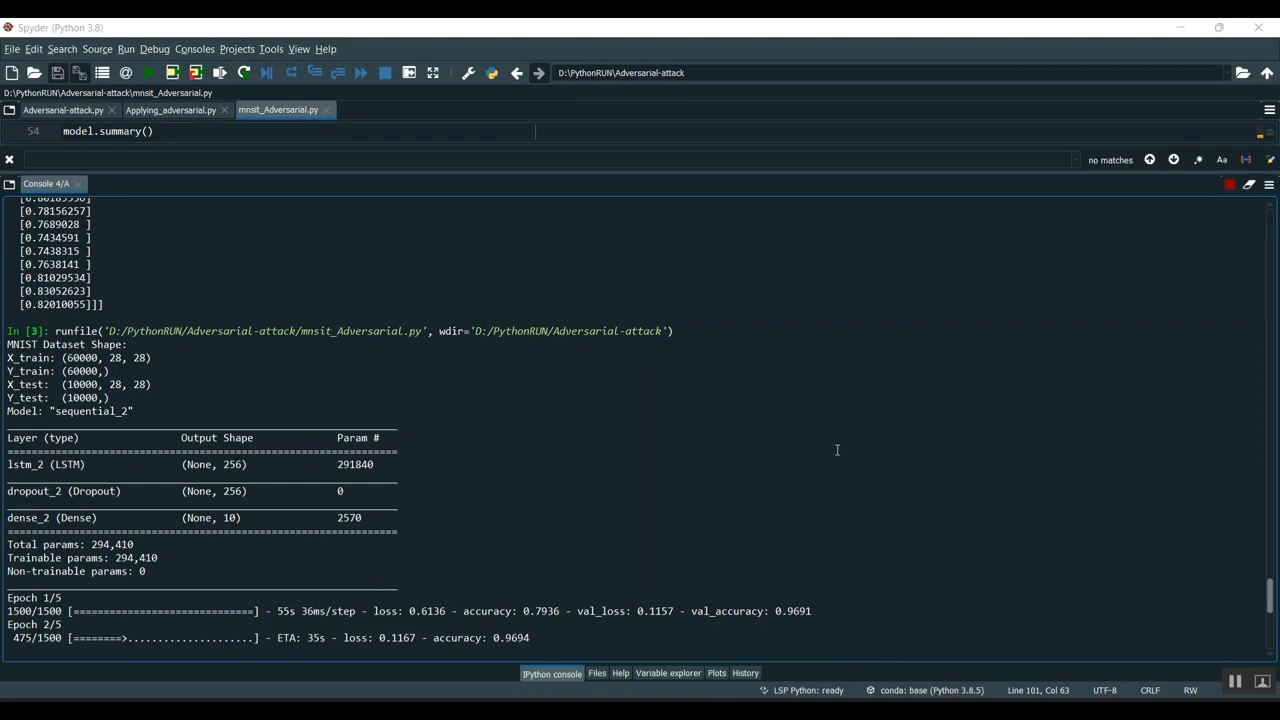 Spyder (Python 3.8)
File Edit Search Source Run Debug Consoles Projects Tools View Help
D:\PythonRUN\Adversarial-attack
D:\PythonRUN\Adversarial-attack\mnsit_Adversarial.py
Adversarial-attack.py Applying_adversarial.py mnsit_Adversarial.py
54 model.summary()
no matches .* Aa
Console 4/A
[0.78156257]
[0.7689028 ]
[0.7434591 ]
[0.7438315 ]
[0.7638141 ]
[0.81029534]
[0.83052623]
[0.82010055]]]
In [3]: runfile('D:/PythonRUN/Adversarial-attack/mnsit_Adversarial.py', wdir='D:/PythonRUN/Adversarial-attack')
MNIST Dataset Shape:
X_train: (60000, 28, 28)
Y_train: (60000,)
X_test:  (10000, 28, 28)
Y_test:  (10000,)
Model: "sequential_2"
Layer (type) Output Shape Param #
=================================================================
lstm_2 (LSTM) (None, 256) 291840
dropout_2 (Dropout) (None, 256) 0
dense_2 (Dense) (None, 10) 2570
=================================================================
Total params: 294,410
Trainable params: 294,410
Non-trainable params: 0
Epoch 1/5
1500/1500 [==============================] - 55s 36ms/step - loss: 0.6136 - accuracy: 0.7936 - val_loss: 0.1157 - val_accuracy: 0.9691
Epoch 2/5
475/1500 [========>.....................] - ETA: 35s - loss: 0.1167 - accuracy: 0.9694
IPython console Files Help Variable explorer Plots History
LSP Python: ready conda: base (Python 3.8.5) Line 101, Col 63 UTF-8 CRLF RW